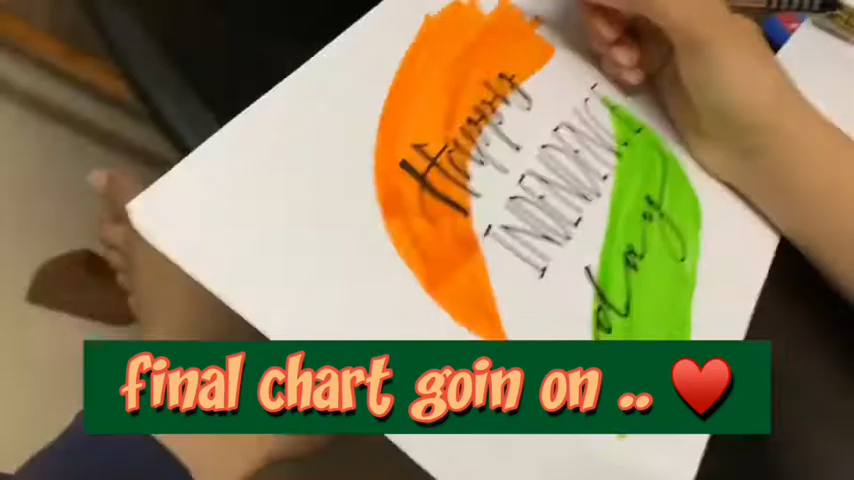 Happy
INDEPENDENCE
day
final chart goin on .. ❤️